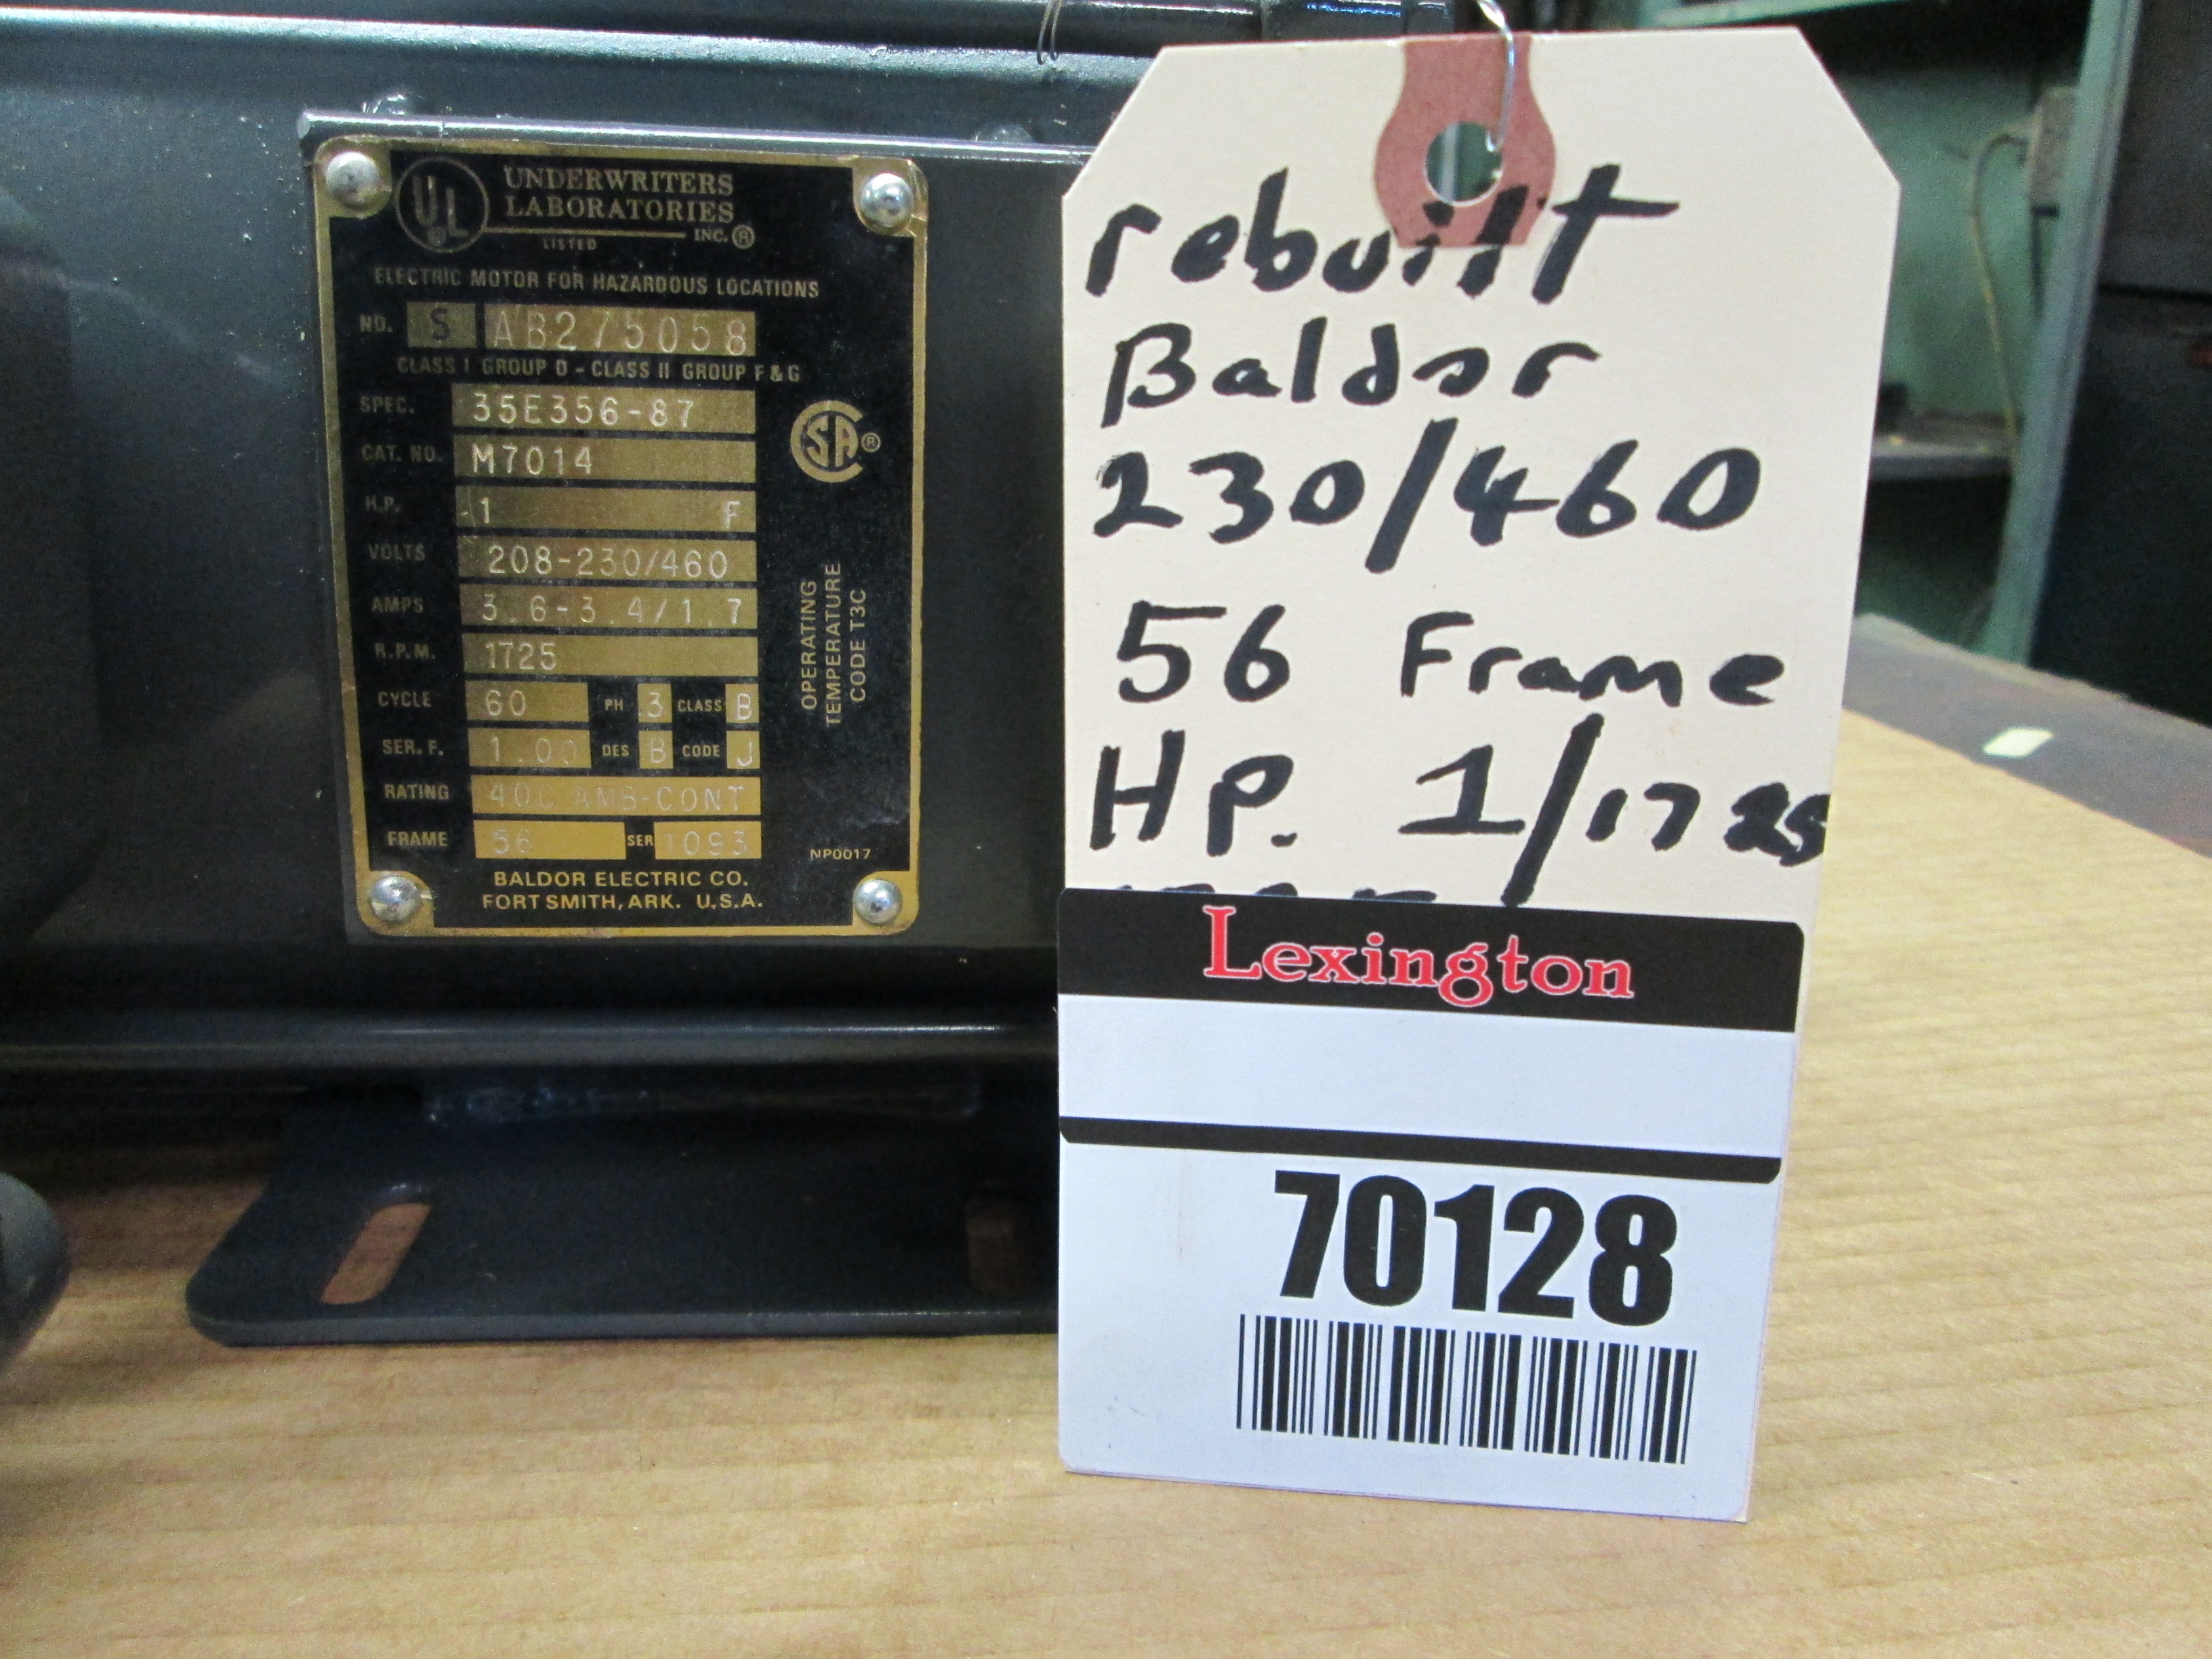 UL UNDERWRITERS
LABORATORIES
INC.®
LISTED
ELECTRIC MOTOR FOR HAZARDOUS LOCATIONS
NO. S AB275058
CLASS I GROUP D - CLASS II GROUP F & G
SPEC. 35E356-87
CAT. NO. M7014
H.P. 1 F
VOLTS 208-230/460
AMPS 3.6-3.4/1.7
R.P.M. 1725
CYCLE 60 PH 3 CLASS B
SER. F. 1.00 DES B CODE J
RATING 40C AMB-CONT
FRAME 56 SER 1093
NP0017
BALDOR ELECTRIC CO.
FORT SMITH, ARK. U.S.A.
SA®
OPERATING
TEMPERATURE
CODE T3C
rebuilt
Baldor
230/460
56 Frame
HP. 1/1725
Lexington
70128